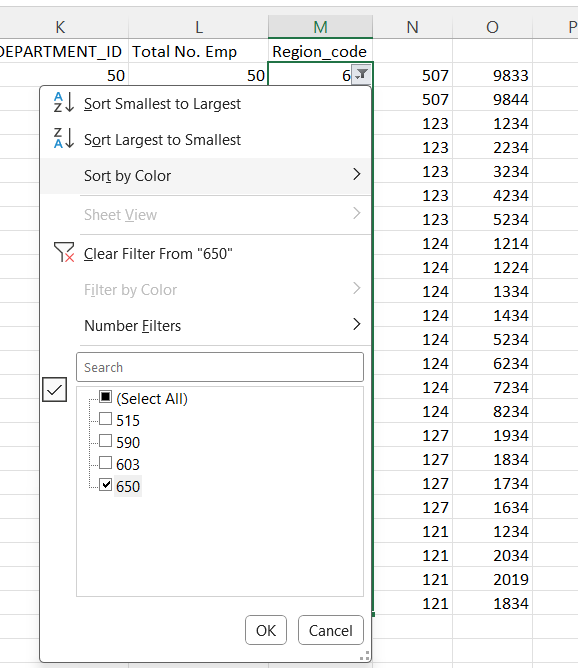 K L M N O P
DEPARTMENT_ID Total No. Emp Region_code
50 50 6 507 9833
507 9844
Sort Smallest to Largest 123 1234
Sort Largest to Smallest 123 2234
Sort by Color 123 3234
123 4234
Sheet View 123 5234
124 1214
Clear Filter From "650" 124 1224
Filter by Color 124 1334
Number Filters 124 1434
124 5234
Search 124 6234
124 7234
(Select All) 124 8234
515 127 1934
590 127 1834
603 127 1734
650 127 1634
121 1234
121 2034
121 2019
121 1834
OK Cancel